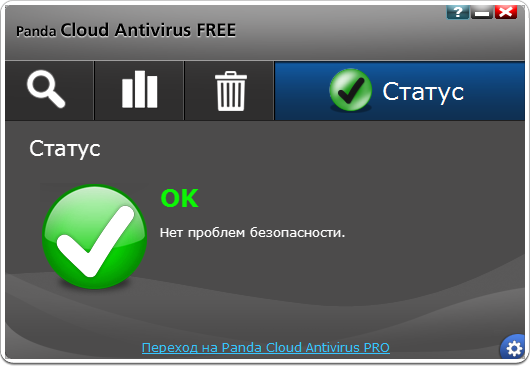 Panda Cloud Antivirus FREE
?
Статус
Статус
OK
Нет проблем безопасности.
Переход на Panda Cloud Antivirus PRO